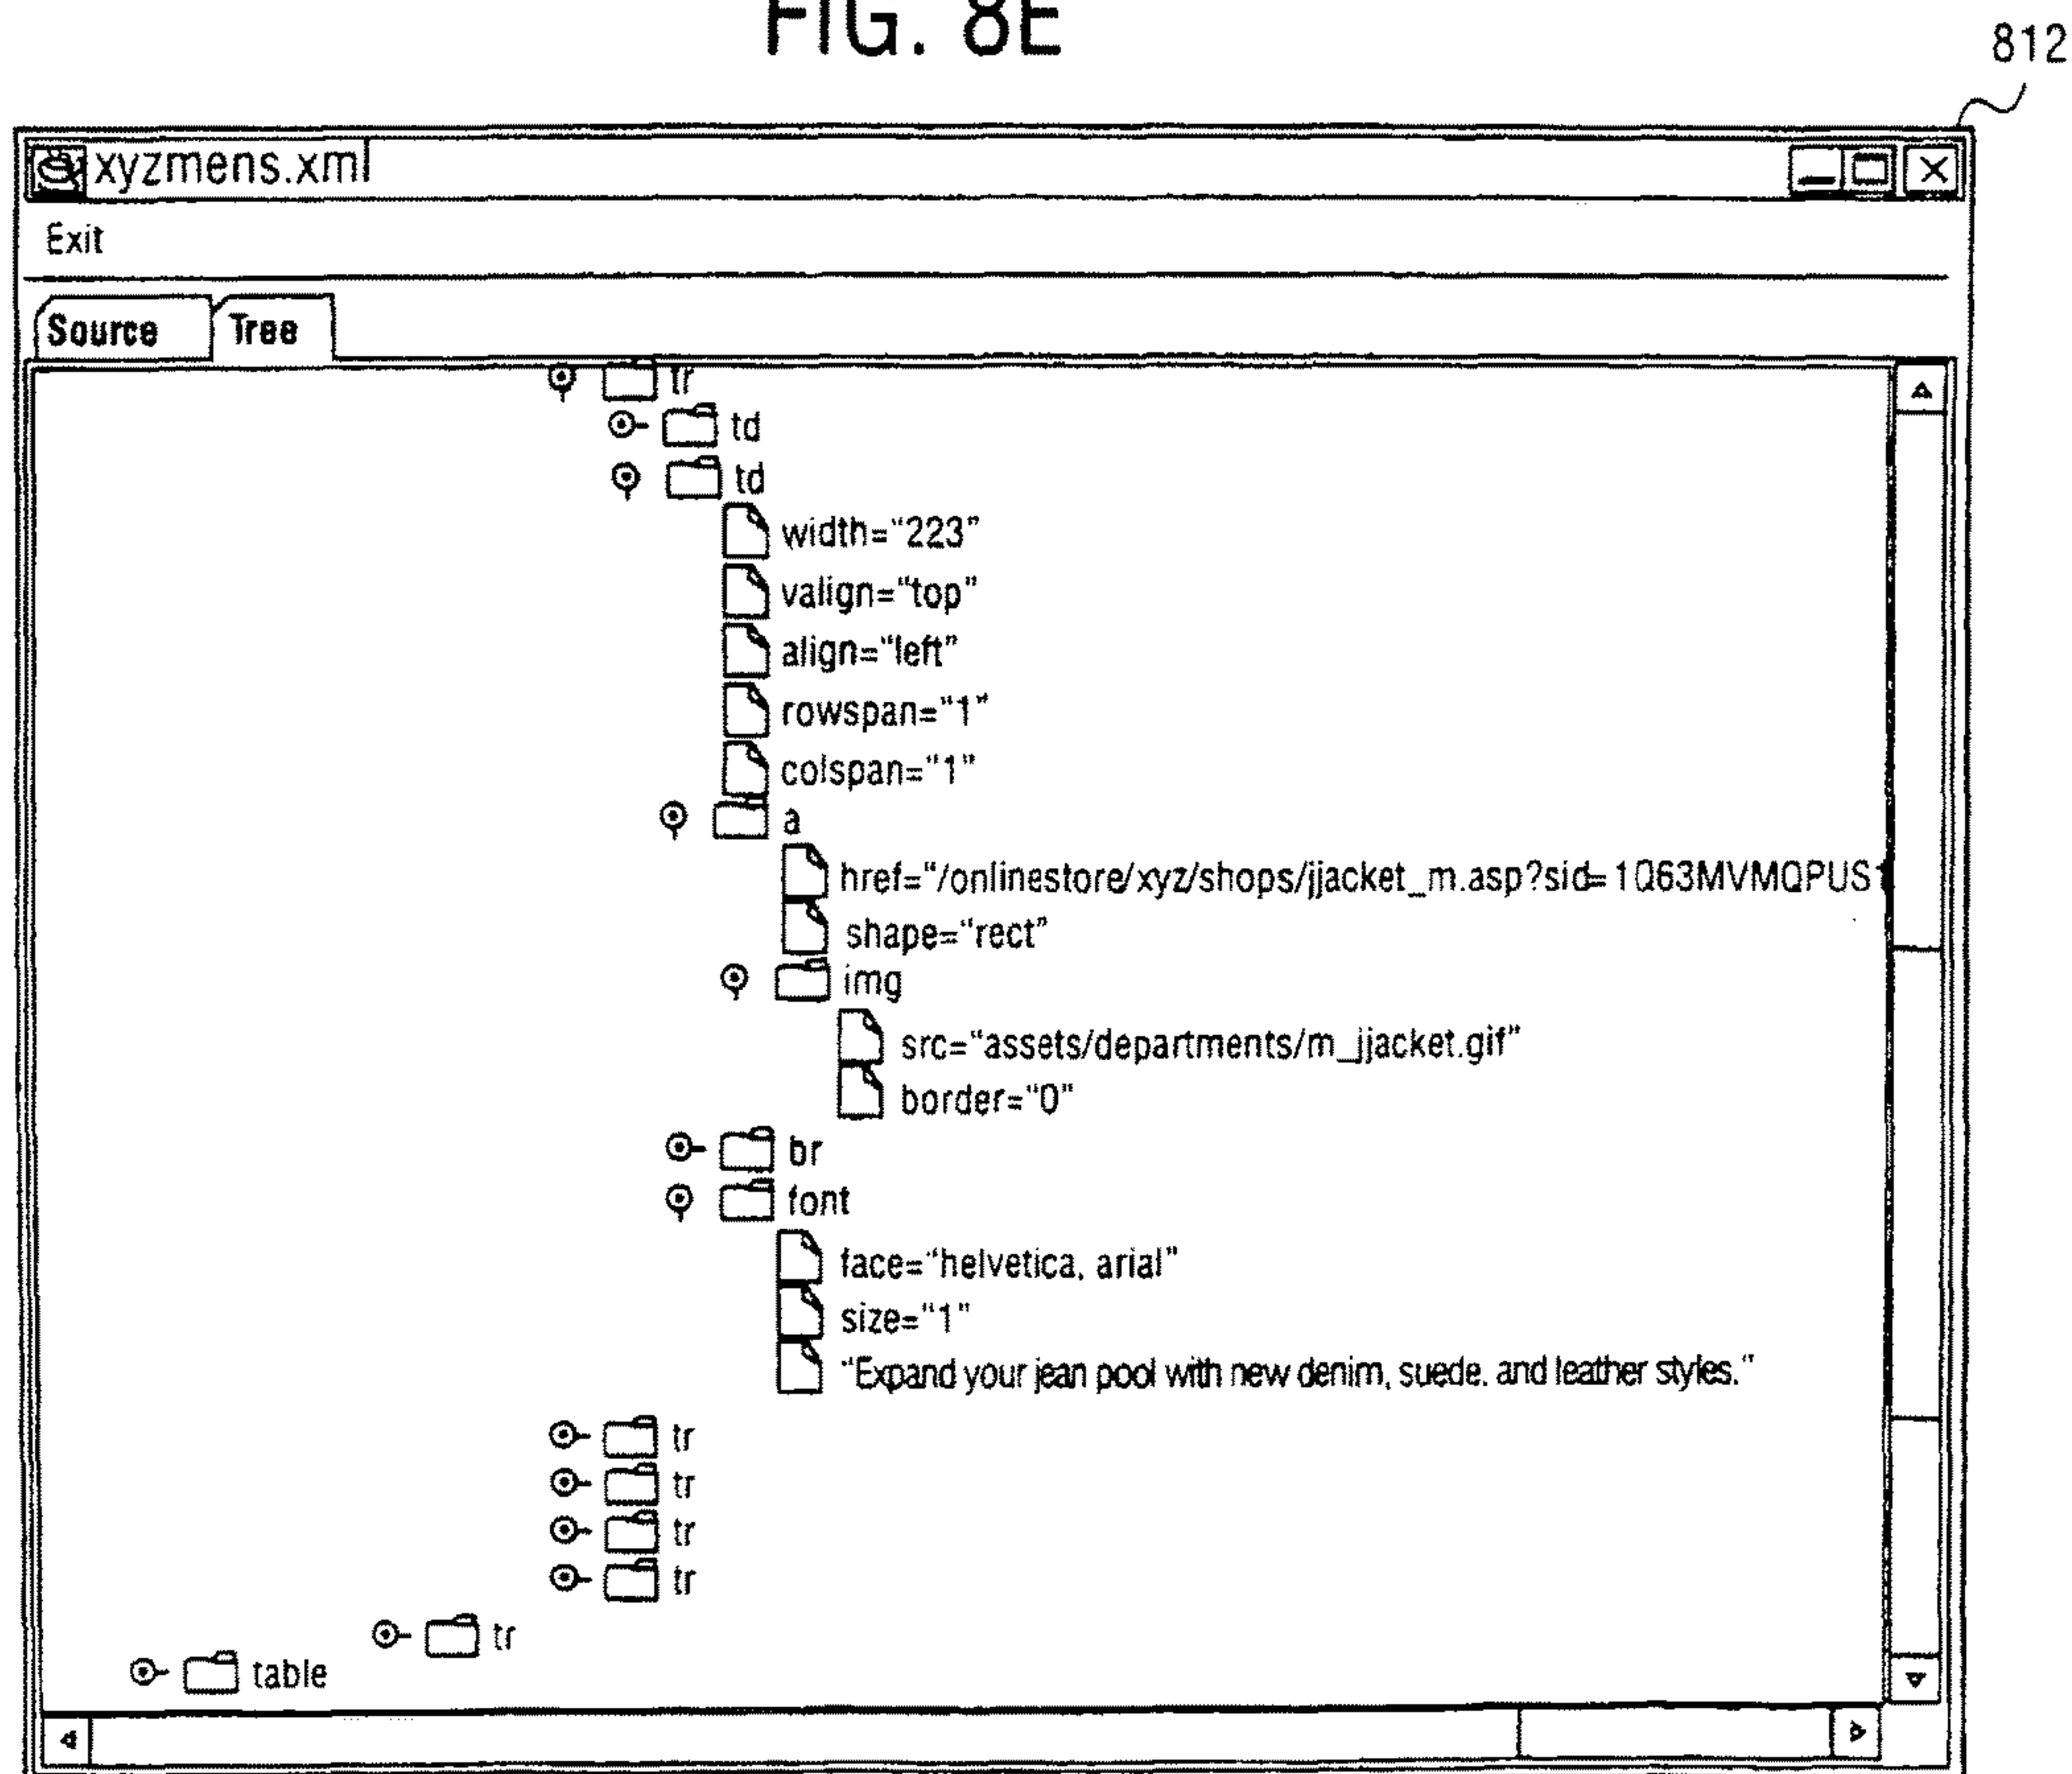 FIG. 8E
812
xyzmens.xml
Exit
Source Tree
tr
td
td
width="223"
valign="top"
align="left"
rowspan="1"
colspan="1"
a
href="/onlinestore/xyz/shops/jjacket_m.asp?sid=1Q63MVMQPUS1
shape="rect"
img
src="assets/departments/m_jjacket.gif"
border="0"
br
font
face="helvetica, arial"
size="1"
"Expand your jean pool with new denim, suede. and leather styles."
tr
tr
tr
tr
tr
table